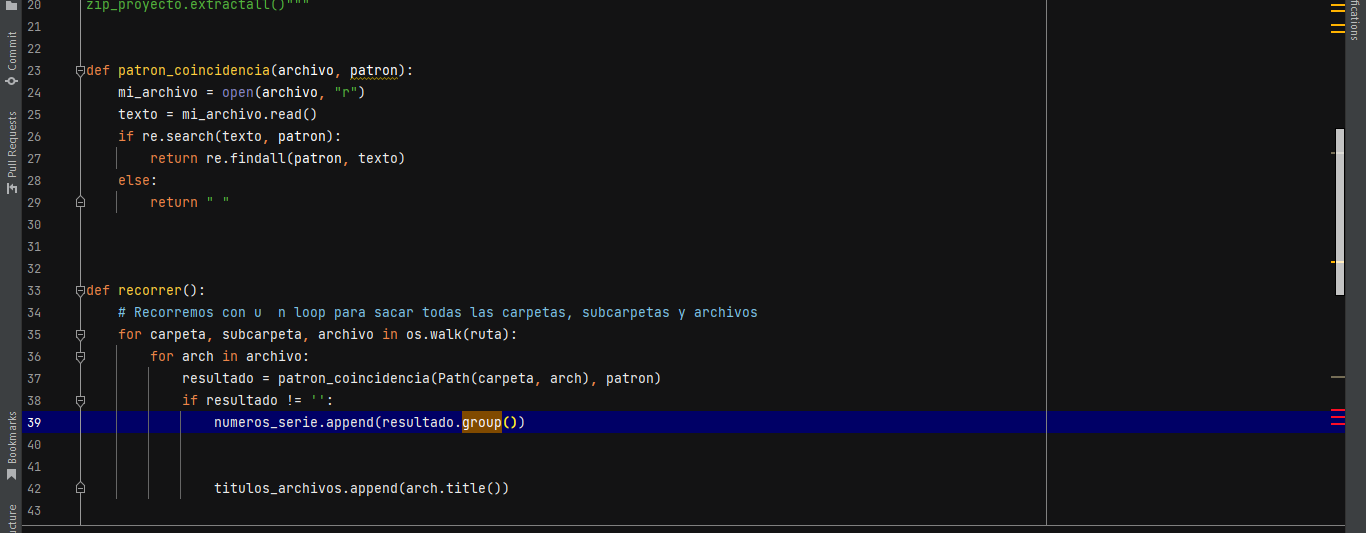 20 zip_proyecto.extractall()"""
21
22
23 def patron_coincidencia(archivo, patron):
24     mi_archivo = open(archivo, "r")
25     texto = mi_archivo.read()
26     if re.search(texto, patron):
27         return re.findall(patron, texto)
28     else:
29         return " "
30
31
32
33 def recorrer():
34     # Recorremos con u  n loop para sacar todas las carpetas, subcarpetas y archivos
35     for carpeta, subcarpeta, archivo in os.walk(ruta):
36         for arch in archivo:
37             resultado = patron_coincidencia(Path(carpeta, arch), patron)
38             if resultado != '':
39                 numeros_serie.append(resultado.group())
40
41
42                 titulos_archivos.append(arch.title())
43
Commit
Pull Requests
Bookmarks
ucture
fications